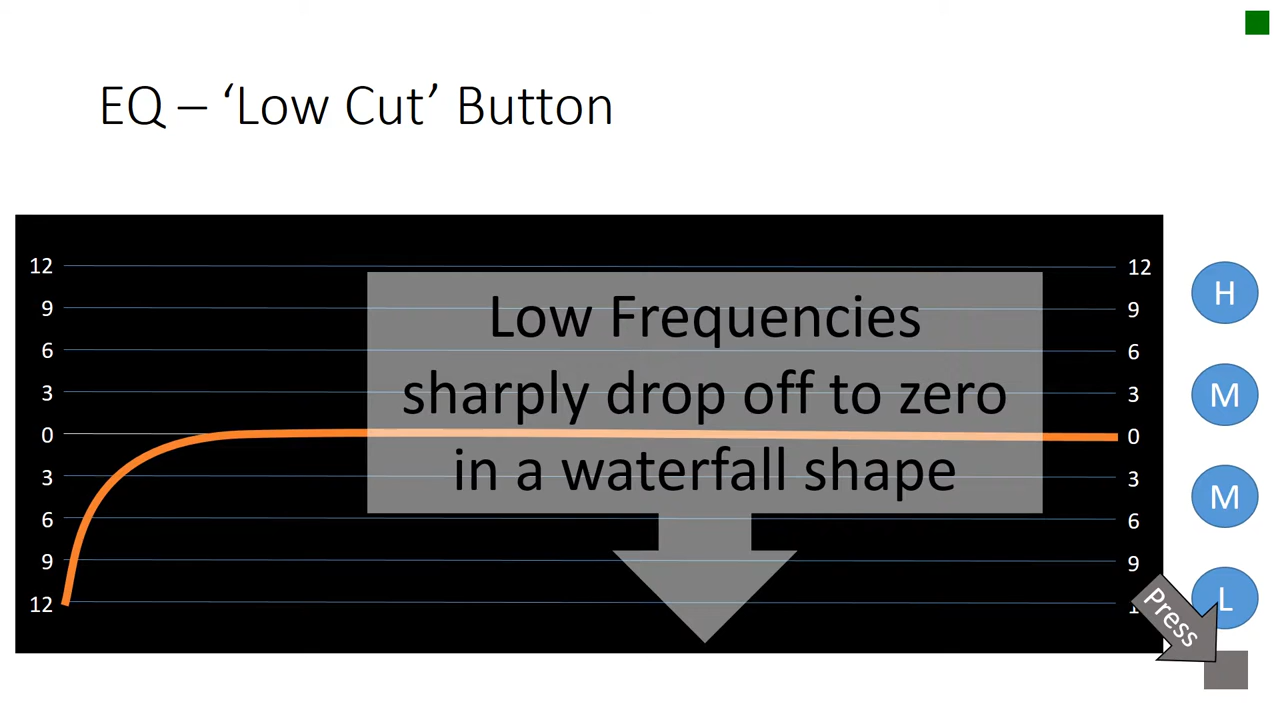 EQ – ‘Low Cut’ Button
12
9
6
3
0
3
6
9
12
Low Frequencies
sharply drop off to zero
in a waterfall shape
12
9
6
3
0
3
6
9
H
M
M
L
Press